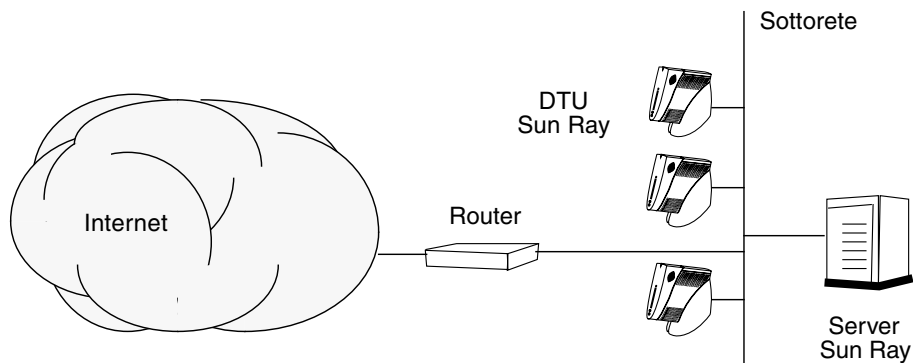 Sottorete
DTU
Sun Ray
Internet
Router
Server
Sun Ray